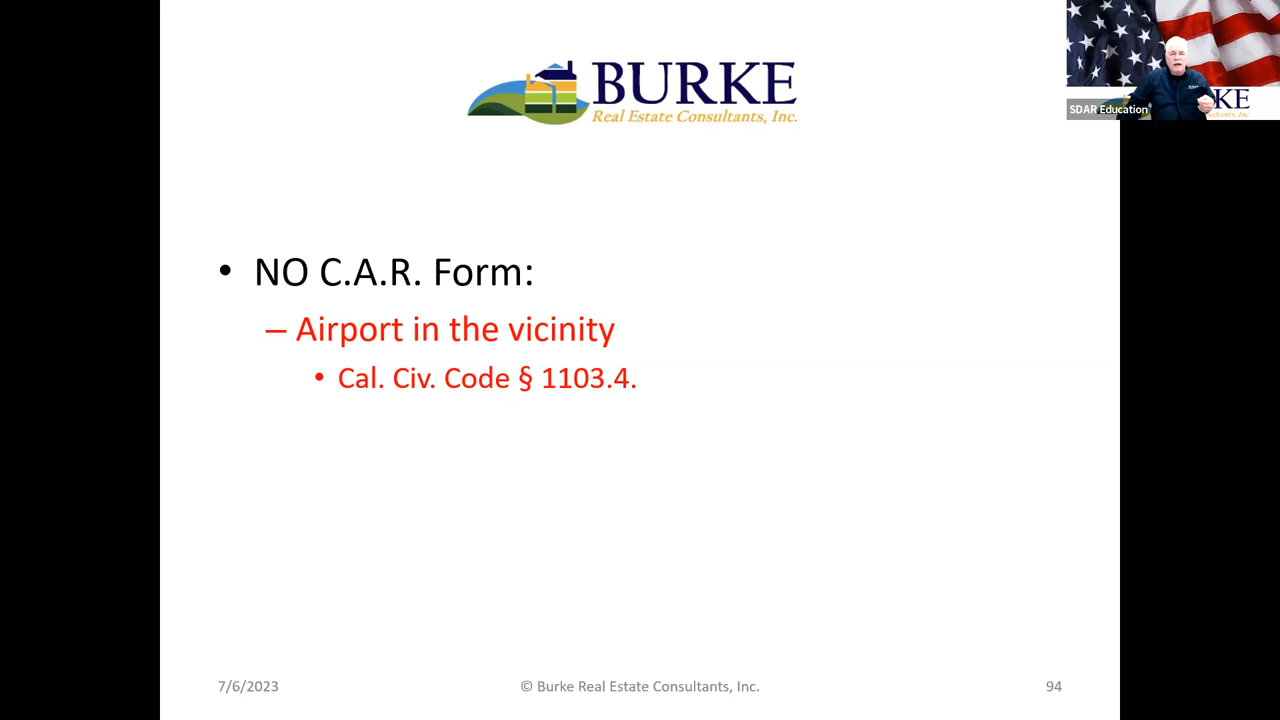 BURKE
Real Estate Consultants, Inc.
KE
SDAR Education
• NO C.A.R. Form:
– Airport in the vicinity
• Cal. Civ. Code § 1103.4.
7/6/2023
© Burke Real Estate Consultants, Inc.
94